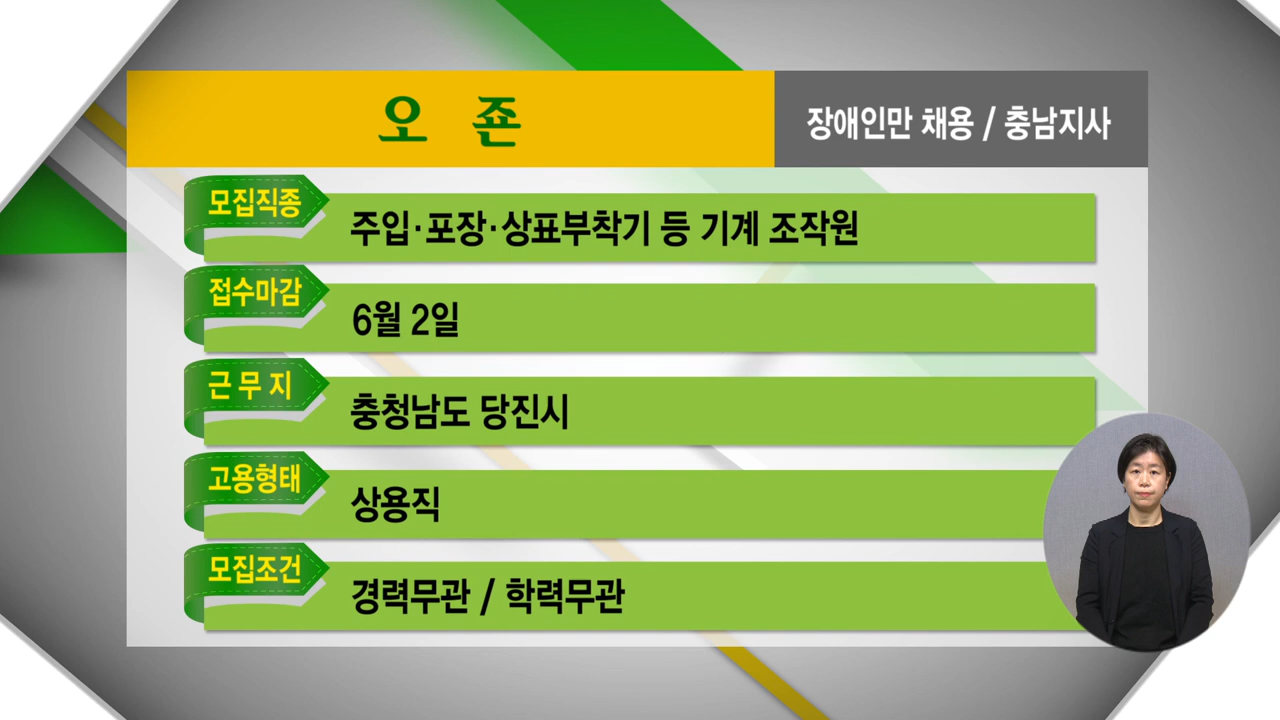 오 죤
장애인만 채용 / 충남지사
모집직종
주입·포장·상표부착기 등 기계 조작원
접수마감
6월 2일
근 무 지
충청남도 당진시
고용형태
상용직
모집조건
경력무관 / 학력무관